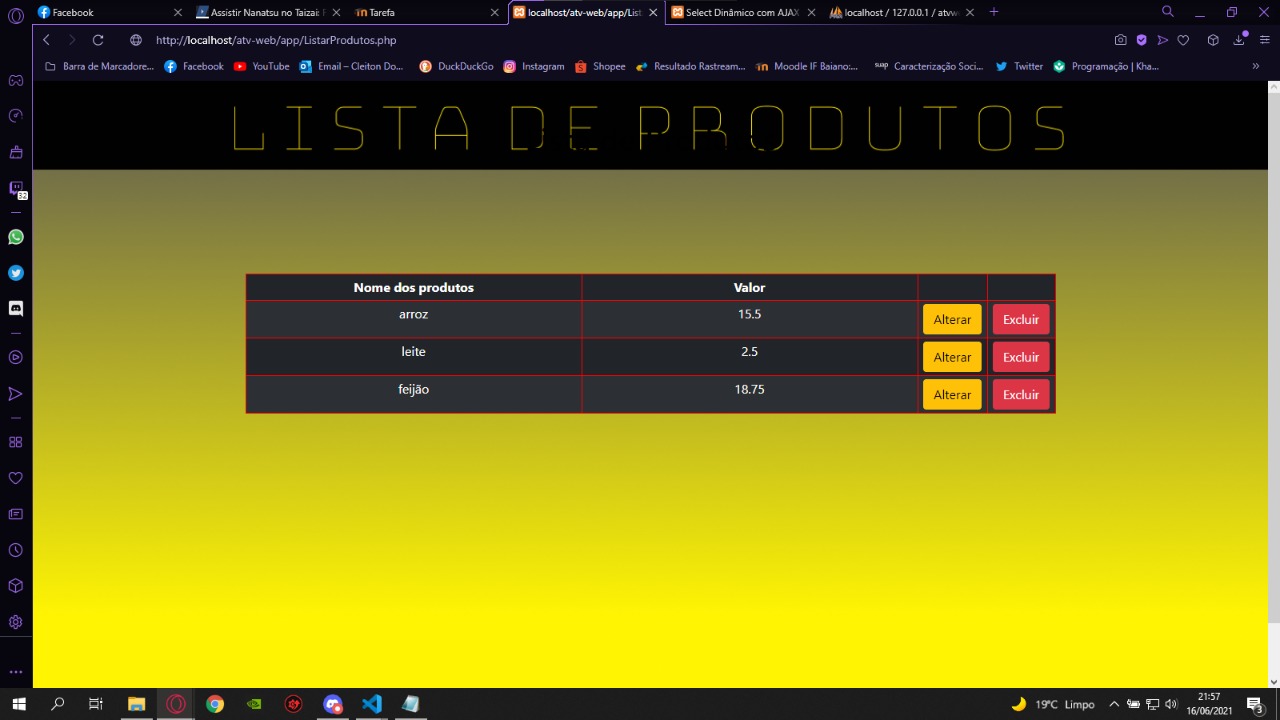 Facebook
Assistir Nanatsu no Taizai:
Tarefa
localhost/atv-web/app/List
Select Dinâmico com AJAX
localhost / 127.0.0.1 / atvw
http://localhost/atv-web/app/ListarProdutos.php
Barra de Marcadore...
Facebook
YouTube
Email – Cleiton Do...
DuckDuckGo
Instagram
Shopee
Resultado Rastream...
Moodle IF Baiano:...
suap
Caracterização Soci...
Twitter
Programação | Kha...
»
LISTA DE PRODUTOS
32
Nome dos produtos Valor
arroz 15.5 Alterar Excluir
leite 2.5 Alterar Excluir
feijão 18.75 Alterar Excluir
19°C Limpo
21:57
16/06/2021
3